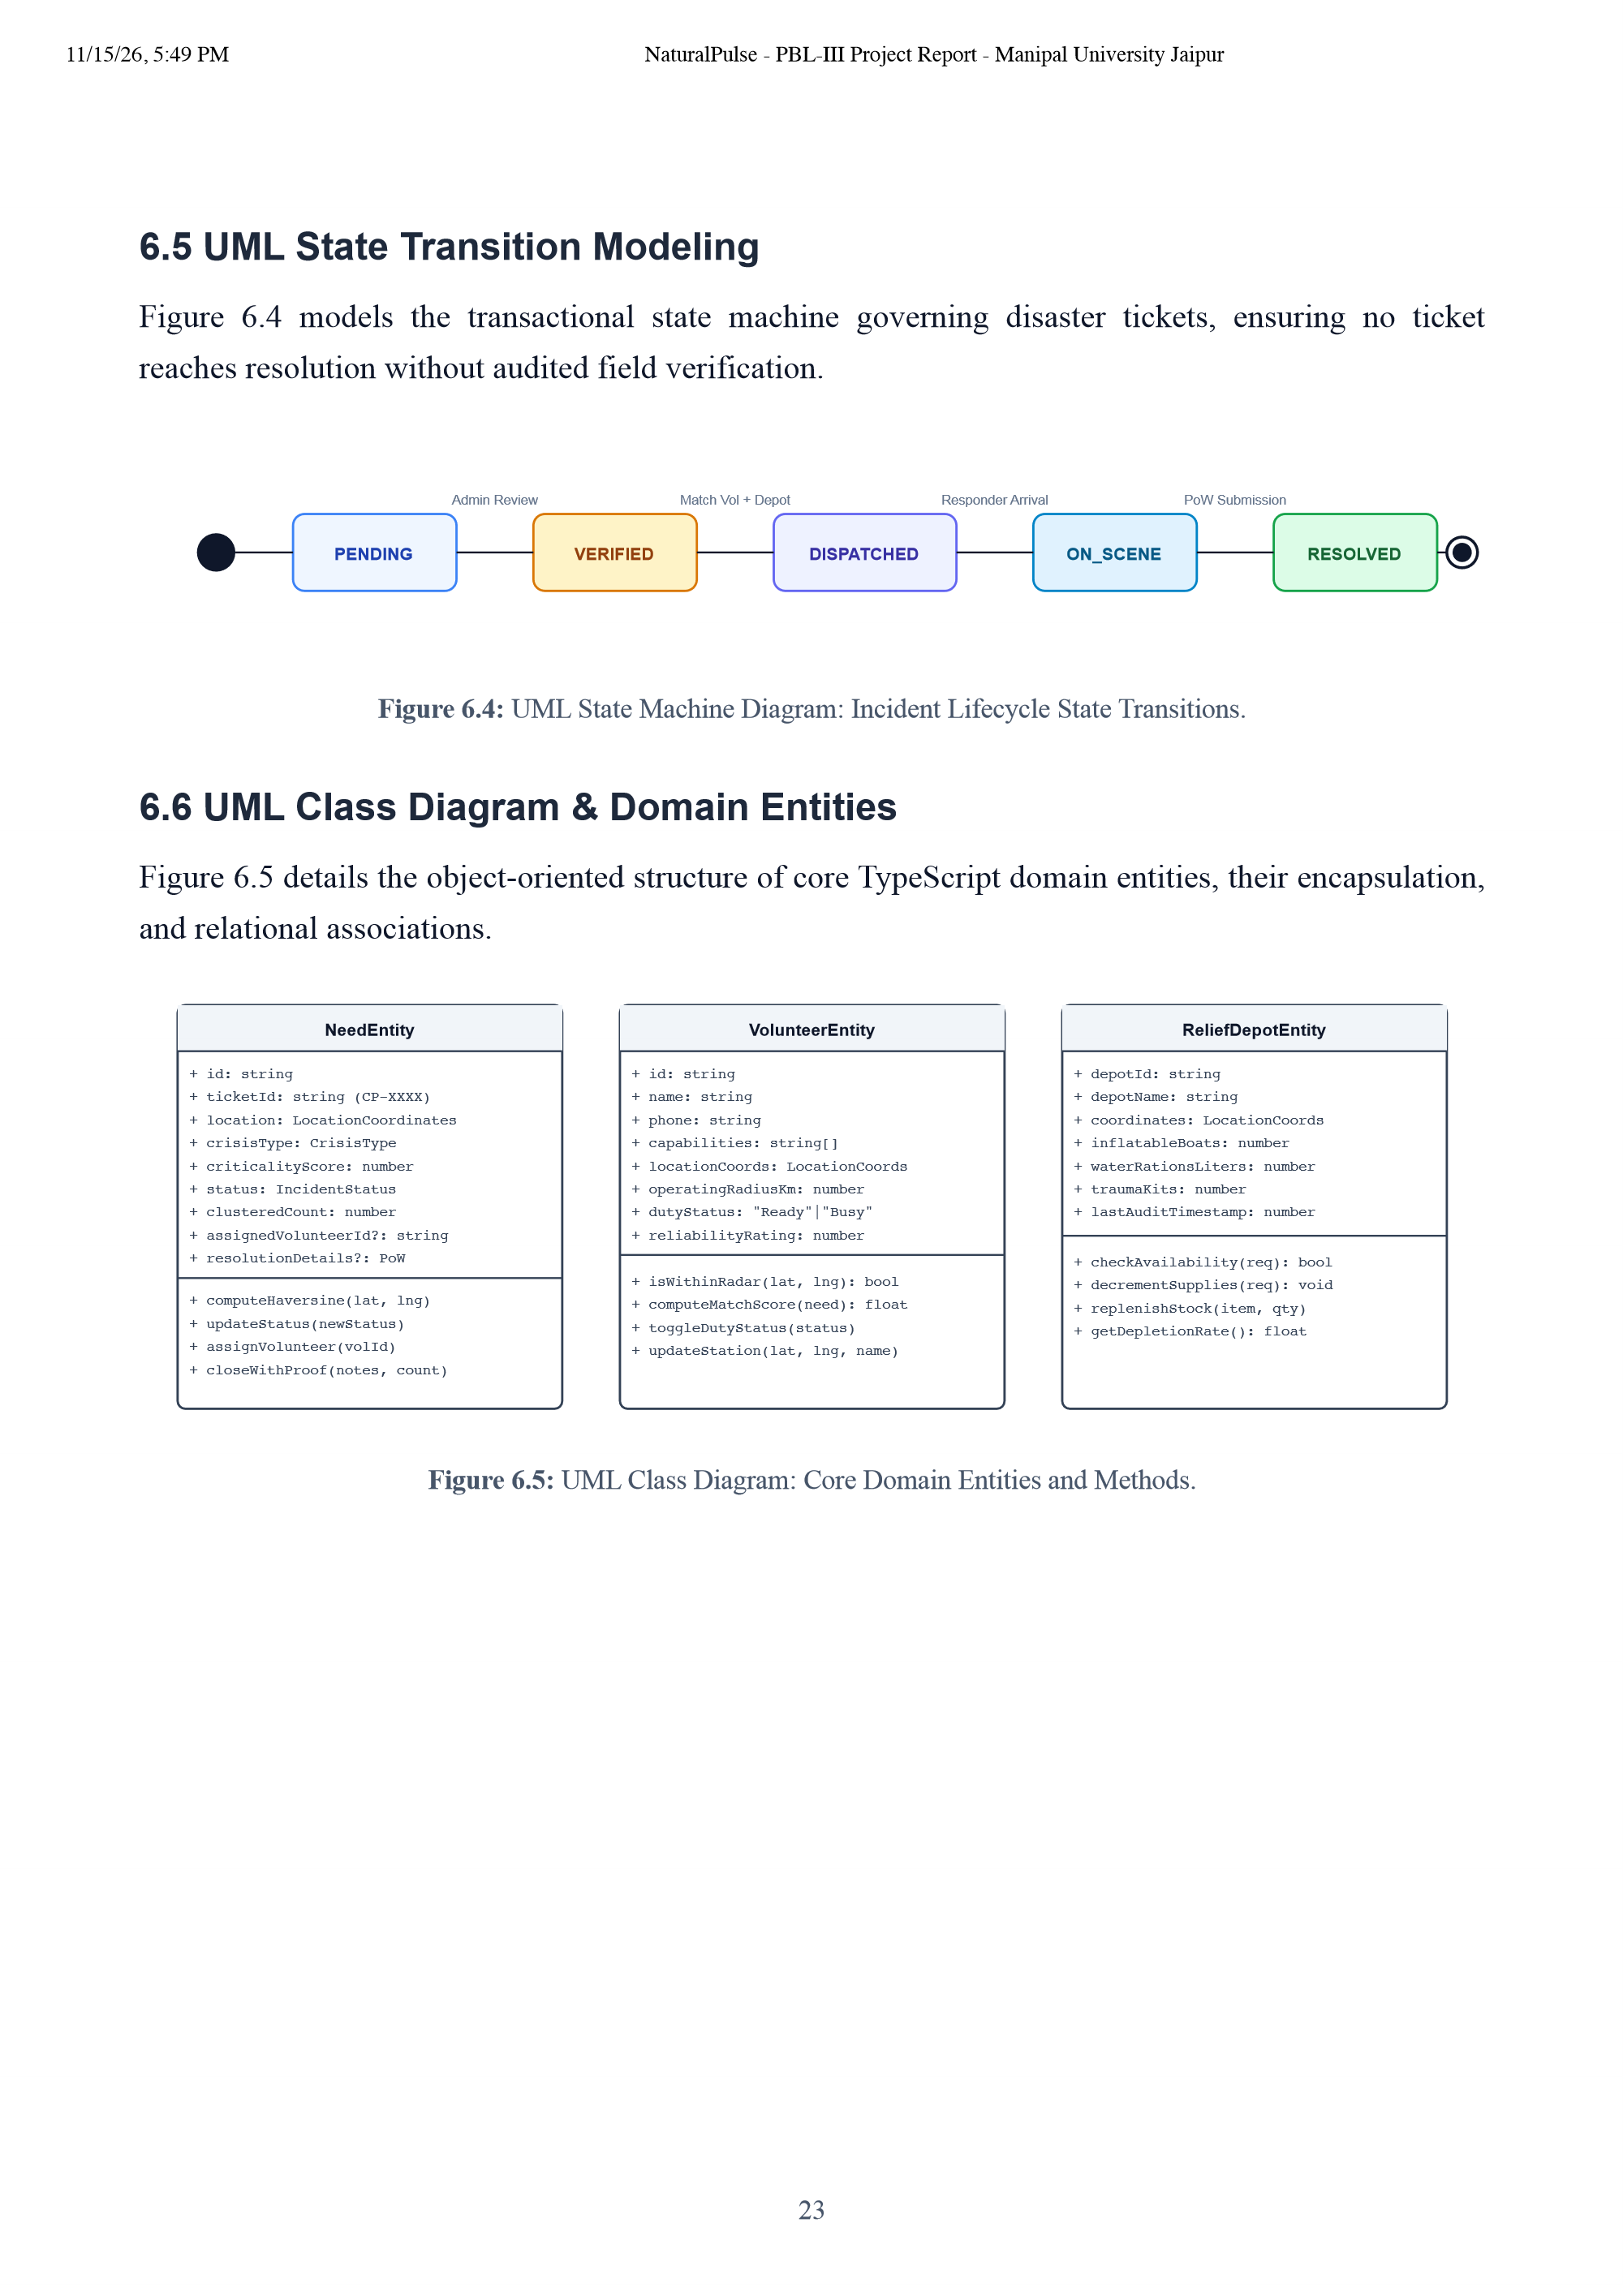 11/15/26, 5:49 PM
NaturalPulse - PBL-III Project Report - Manipal University Jaipur
6.5 UML State Transition Modeling
Figure 6.4 models the transactional state machine governing disaster tickets, ensuring no ticket
reaches resolution without audited field verification.
Admin Review
Match Vol + Depot
Responder Arrival
PoW Submission
PENDING
VERIFIED
DISPATCHED
ON_SCENE
RESOLVED
Figure 6.4: UML State Machine Diagram: Incident Lifecycle State Transitions.
6.6 UML Class Diagram & Domain Entities
Figure 6.5 details the object-oriented structure of core TypeScript domain entities, their encapsulation,
and relational associations.
NeedEntity
+ id: string
+ ticketId: string (CP-XXXX)
+ location: LocationCoordinates
+ crisisType: CrisisType
+ criticalityScore: number
+ status: IncidentStatus
+ clusteredCount: number
+ assignedVolunteerId?: string
+ resolutionDetails?: PoW
+ computeHaversine(lat, lng)
+ updateStatus(newStatus)
+ assignVolunteer(volId)
+ closeWithProof(notes, count)
VolunteerEntity
+ id: string
+ name: string
+ phone: string
+ capabilities: string[]
+ locationCoords: LocationCoords
+ operatingRadiusKm: number
+ dutyStatus: "Ready"|"Busy"
+ reliabilityRating: number
+ isWithinRadar(lat, lng): bool
+ computeMatchScore(need): float
+ toggleDutyStatus(status)
+ updateStation(lat, lng, name)
ReliefDepotEntity
+ depotId: string
+ depotName: string
+ coordinates: LocationCoords
+ inflatableBoats: number
+ waterRationsLiters: number
+ traumaKits: number
+ lastAuditTimestamp: number
+ checkAvailability(req): bool
+ decrementSupplies(req): void
+ replenishStock(item, qty)
+ getDepletionRate(): float
Figure 6.5: UML Class Diagram: Core Domain Entities and Methods.
23